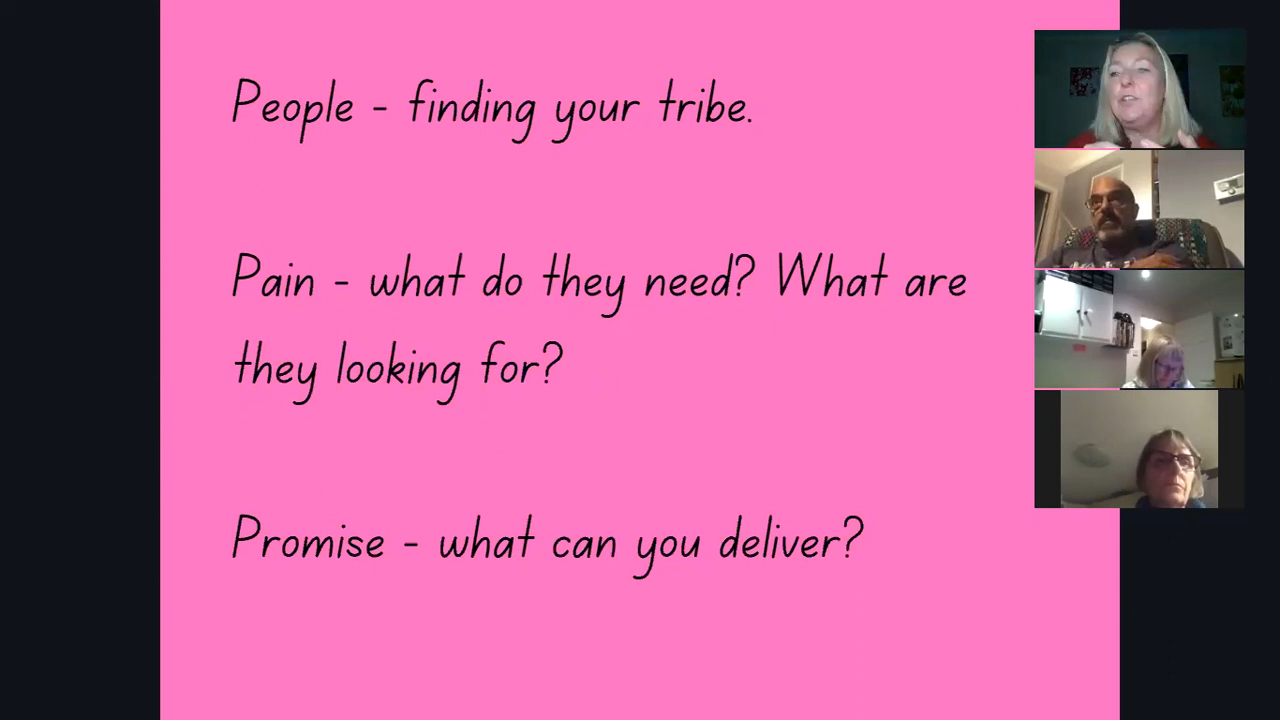 People - finding your tribe.
Pain - what do they need? What are
they looking for?
Promise - what can you deliver?